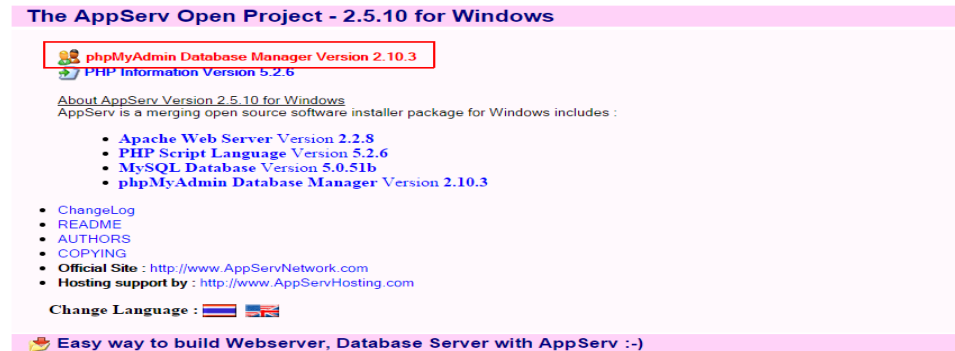 The AppServ Open Project - 2.5.10 for Windows
phpMyAdmin Database Manager Version 2.10.3
PHP Information Version 5.2.6
About AppServ Version 2.5.10 for Windows
AppServ is a merging open source software installer package for Windows includes :
Apache Web Server Version 2.2.8
PHP Script Language Version 5.2.6
MySQL Database Version 5.0.51b
phpMyAdmin Database Manager Version 2.10.3
ChangeLog
README
AUTHORS
COPYING
Official Site : http://www.AppServNetwork.com
Hosting support by : http://www.AppServHosting.com
Change Language :
Easy way to build Webserver, Database Server with AppServ :-)